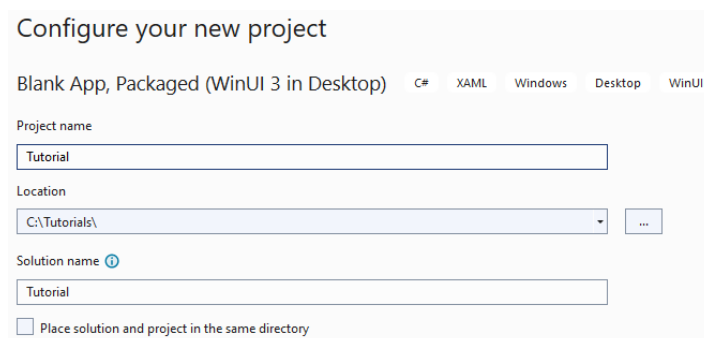 Configure your new project
Blank App, Packaged (WinUI 3 in Desktop) C# XAML Windows Desktop WinUI
Project name
Tutorial
Location
C:\Tutorials\ ...
Solution name
Tutorial
Place solution and project in the same directory